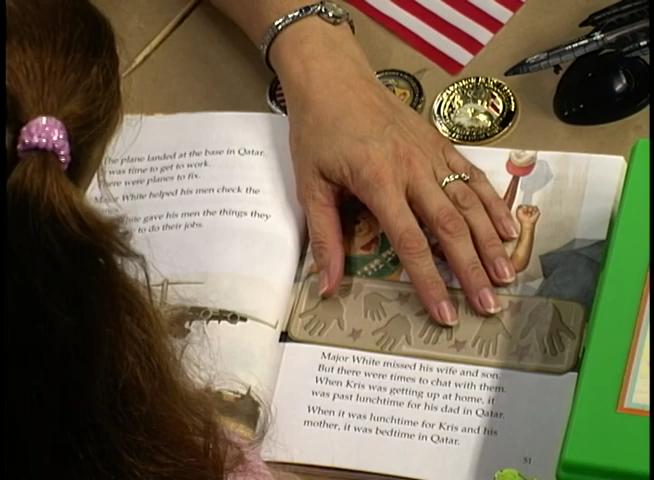 The plane landed at the base in Qatar.
was time to get to work.
ere were planes to fix.
Major White helped his men check the
White gave his men the things they
to do their jobs.
Major White missed his wife and son.
But there were times to chat with them.
When Kris was getting up at home, it
was past lunchtime for his dad in Qatar.
When it was lunchtime for Kris and his
mother, it was bedtime in Qatar.
51